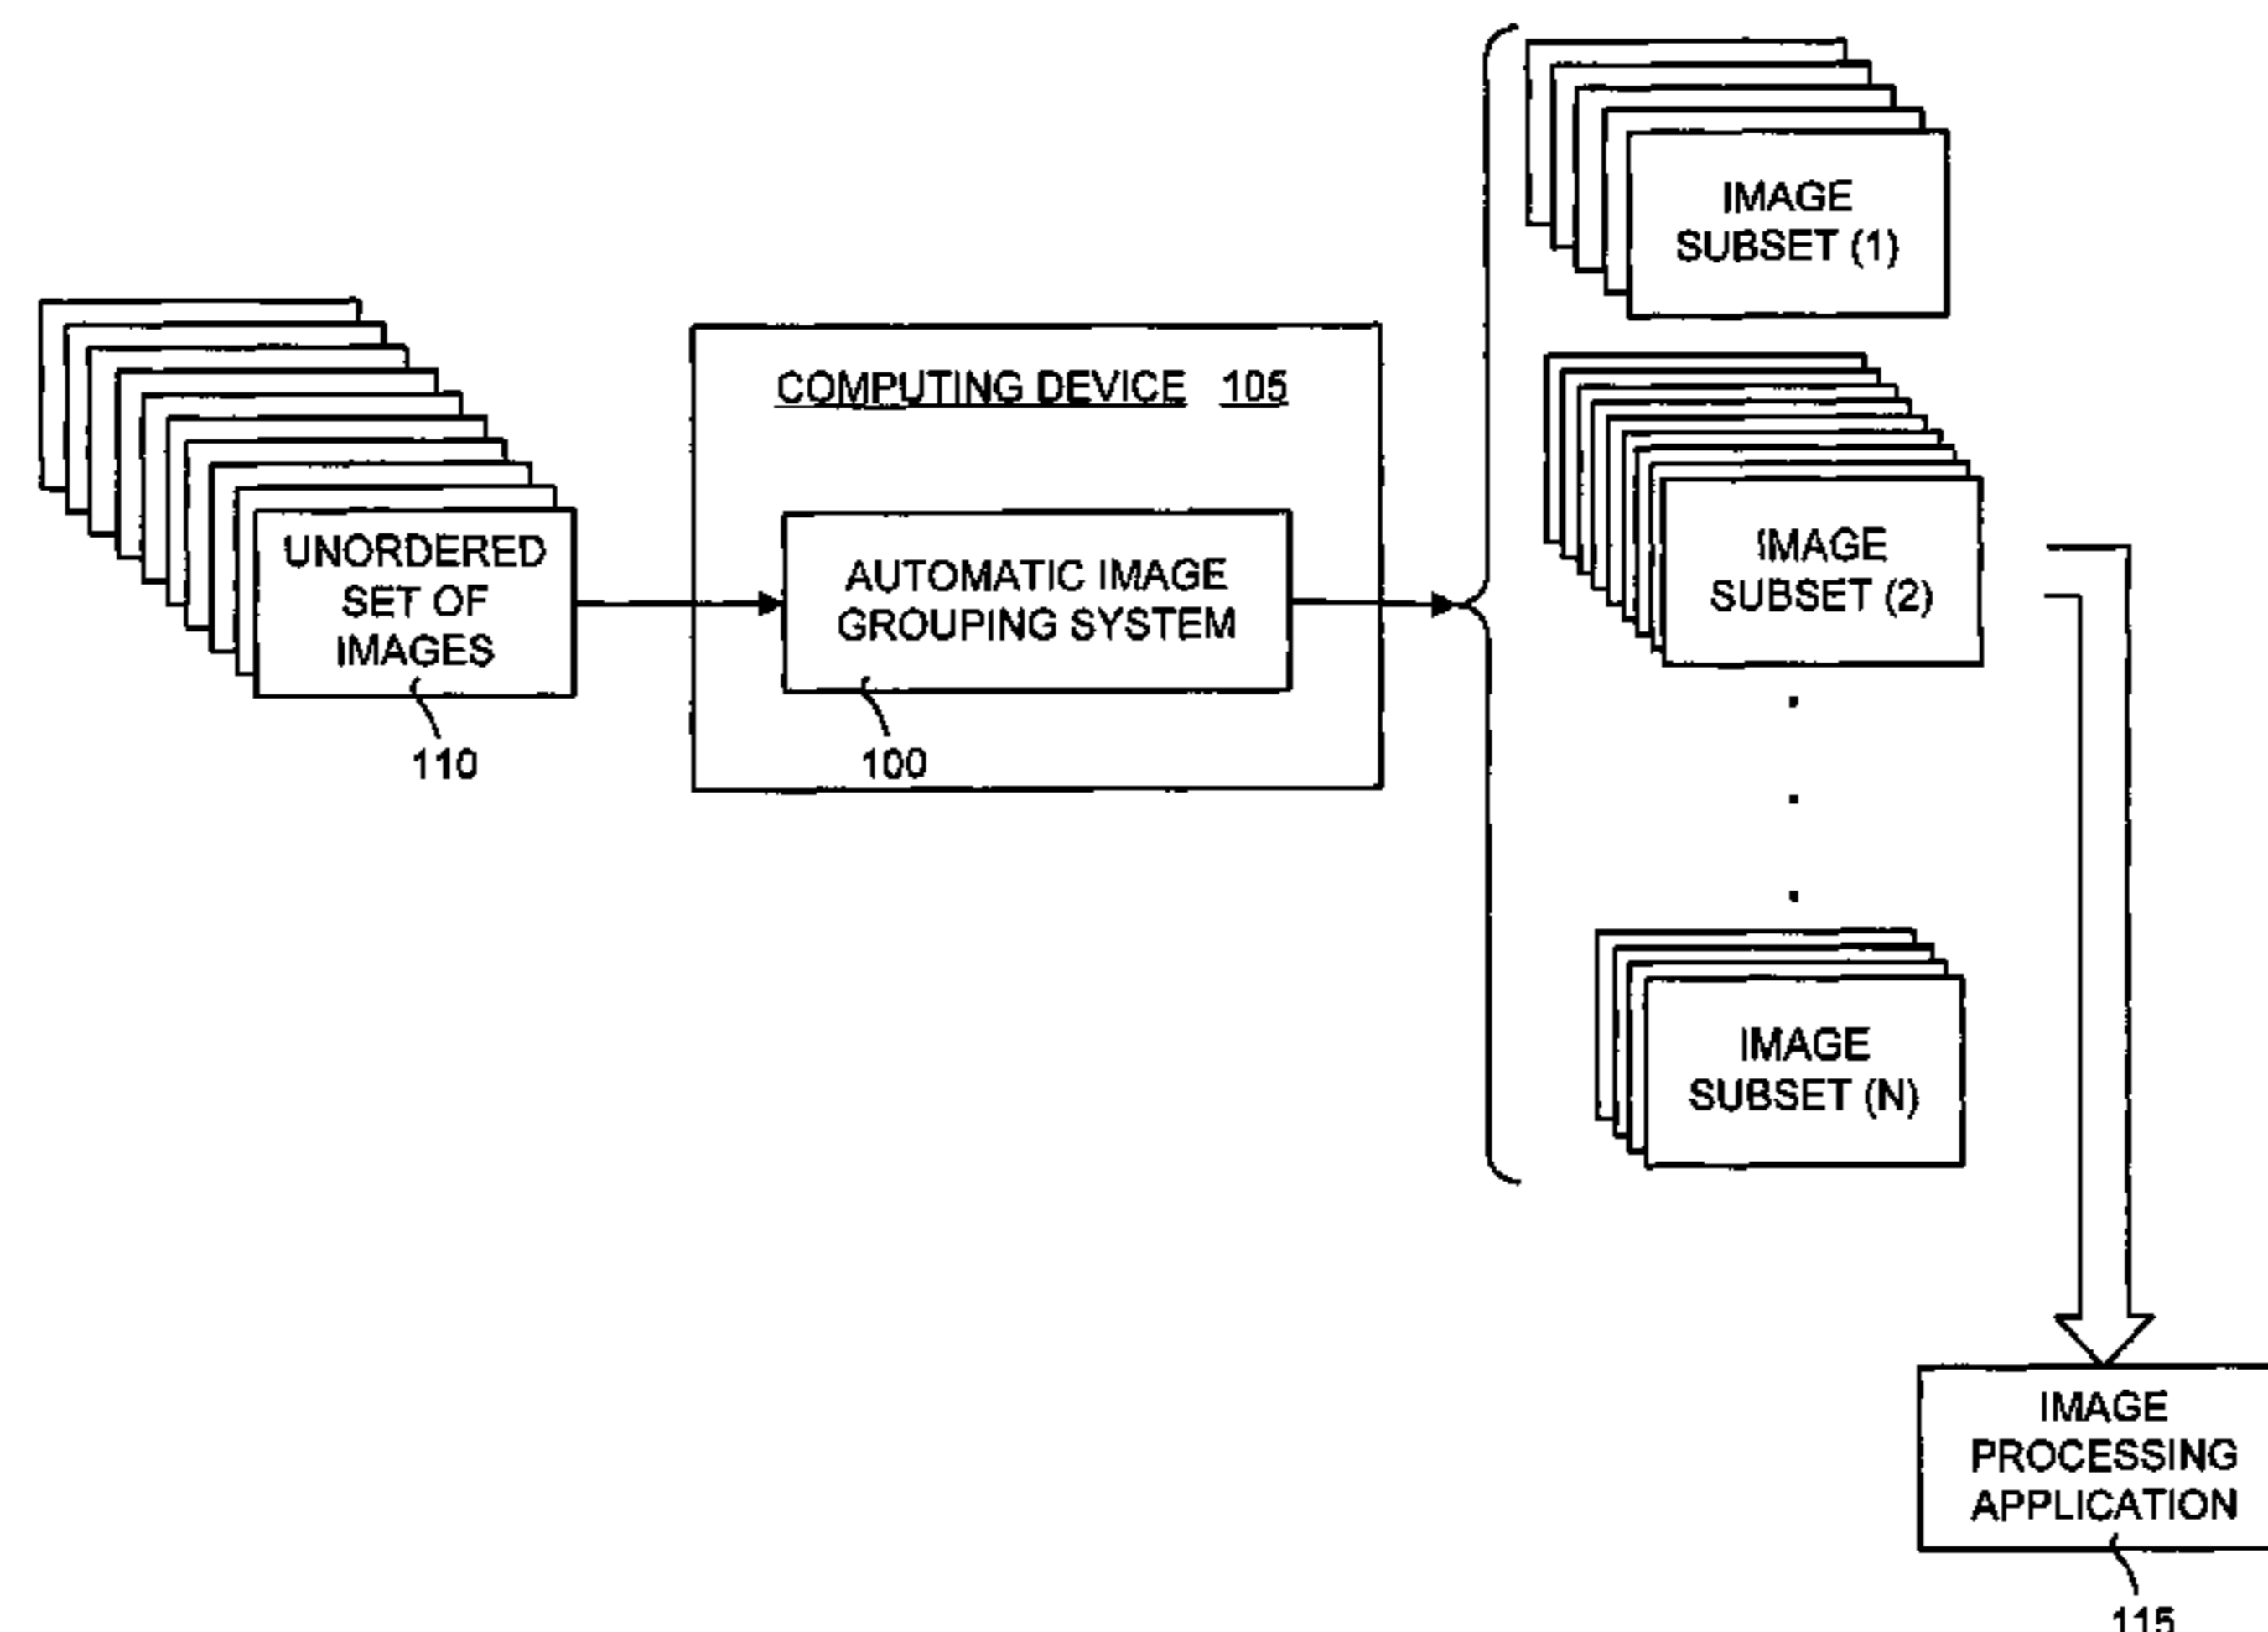 UNORDERED
SET OF
IMAGES
110
COMPUTING DEVICE 105
AUTOMATIC IMAGE
GROUPING SYSTEM
100
IMAGE
SUBSET (1)
IMAGE
SUBSET (2)
IMAGE
SUBSET (N)
IMAGE
PROCESSING
APPLICATION
115